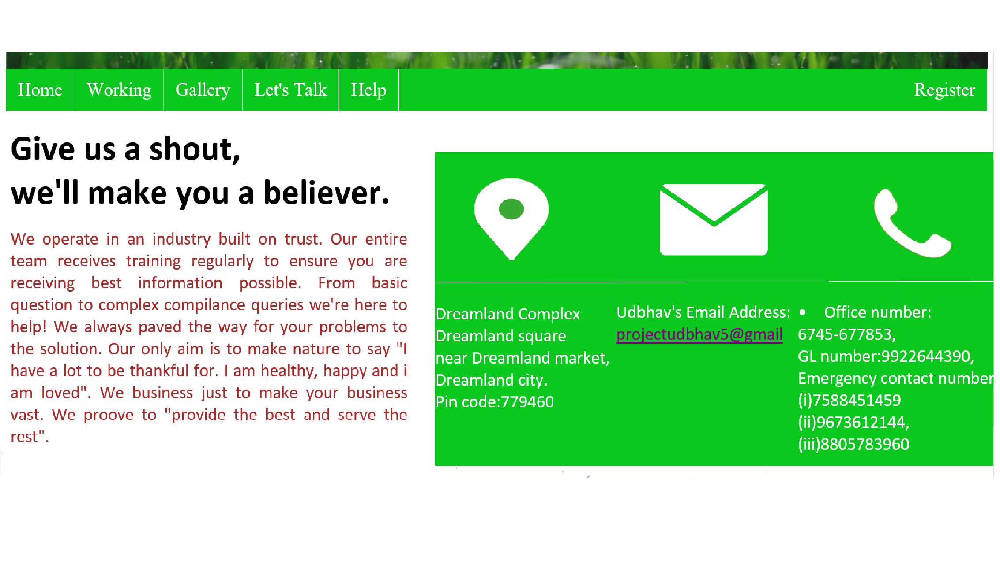 Home Working Gallery Let's Talk Help Register
Give us a shout,
we'll make you a believer.
We operate in an industry built on trust. Our entire
team receives training regularly to ensure you are
receiving best information possible. From basic
question to complex compilance queries we're here to
help! We always paved the way for your problems to
the solution. Our only aim is to make nature to say "I
have a lot to be thankful for. I am healthy, happy and i
am loved". We business just to make your business
vast. We proove to "provide the best and serve the
rest".
Dreamland Complex
Dreamland square
near Dreamland market,
Dreamland city.
Pin code:779460
Udbhav's Email Address:
projectudbhav5@gmail
• Office number:
6745-677853,
GL number:9922644390,
Emergency contact number
(i)7588451459
(ii)9673612144,
(iii)8805783960